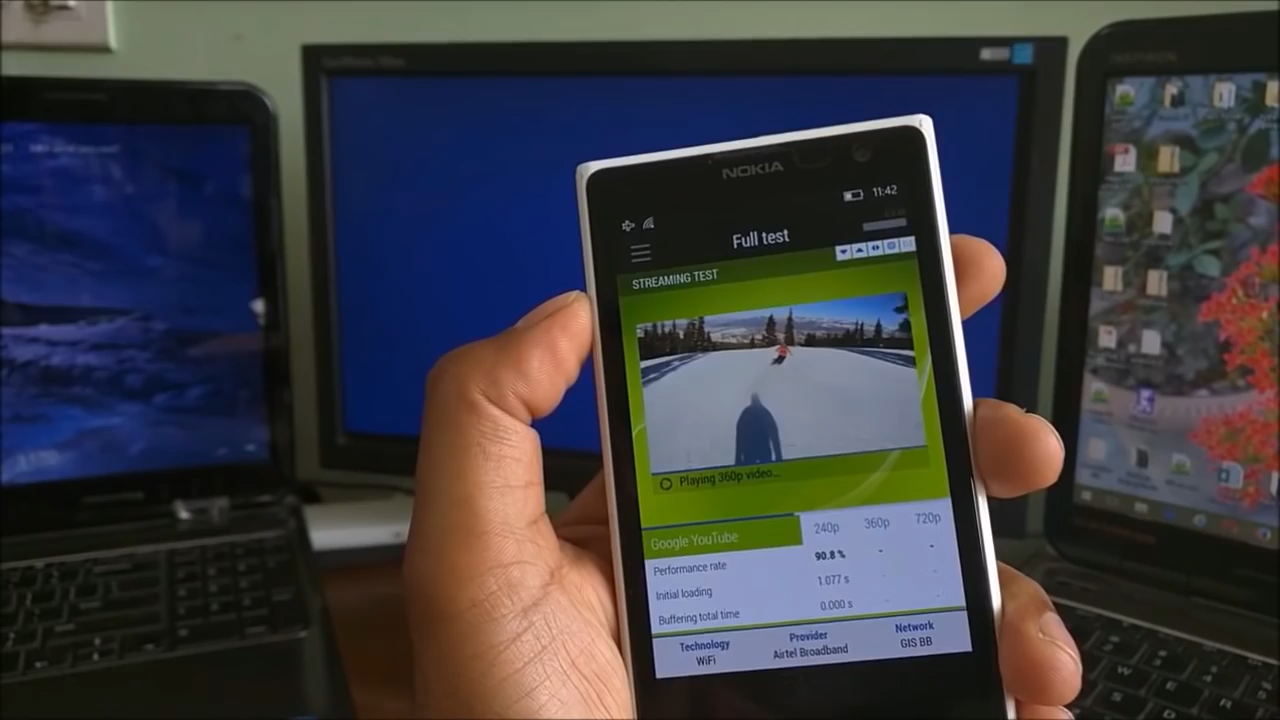 NOKIA
11:42
Full test
STREAMING TEST
Playing 360p video...
Google YouTube 240p 360p 720p
Performance rate 90.8 % - -
Initial loading 1.077 s - -
Buffering total time 0.000 s - -
Technology Provider Network
WiFi Airtel Broadband GIS BB